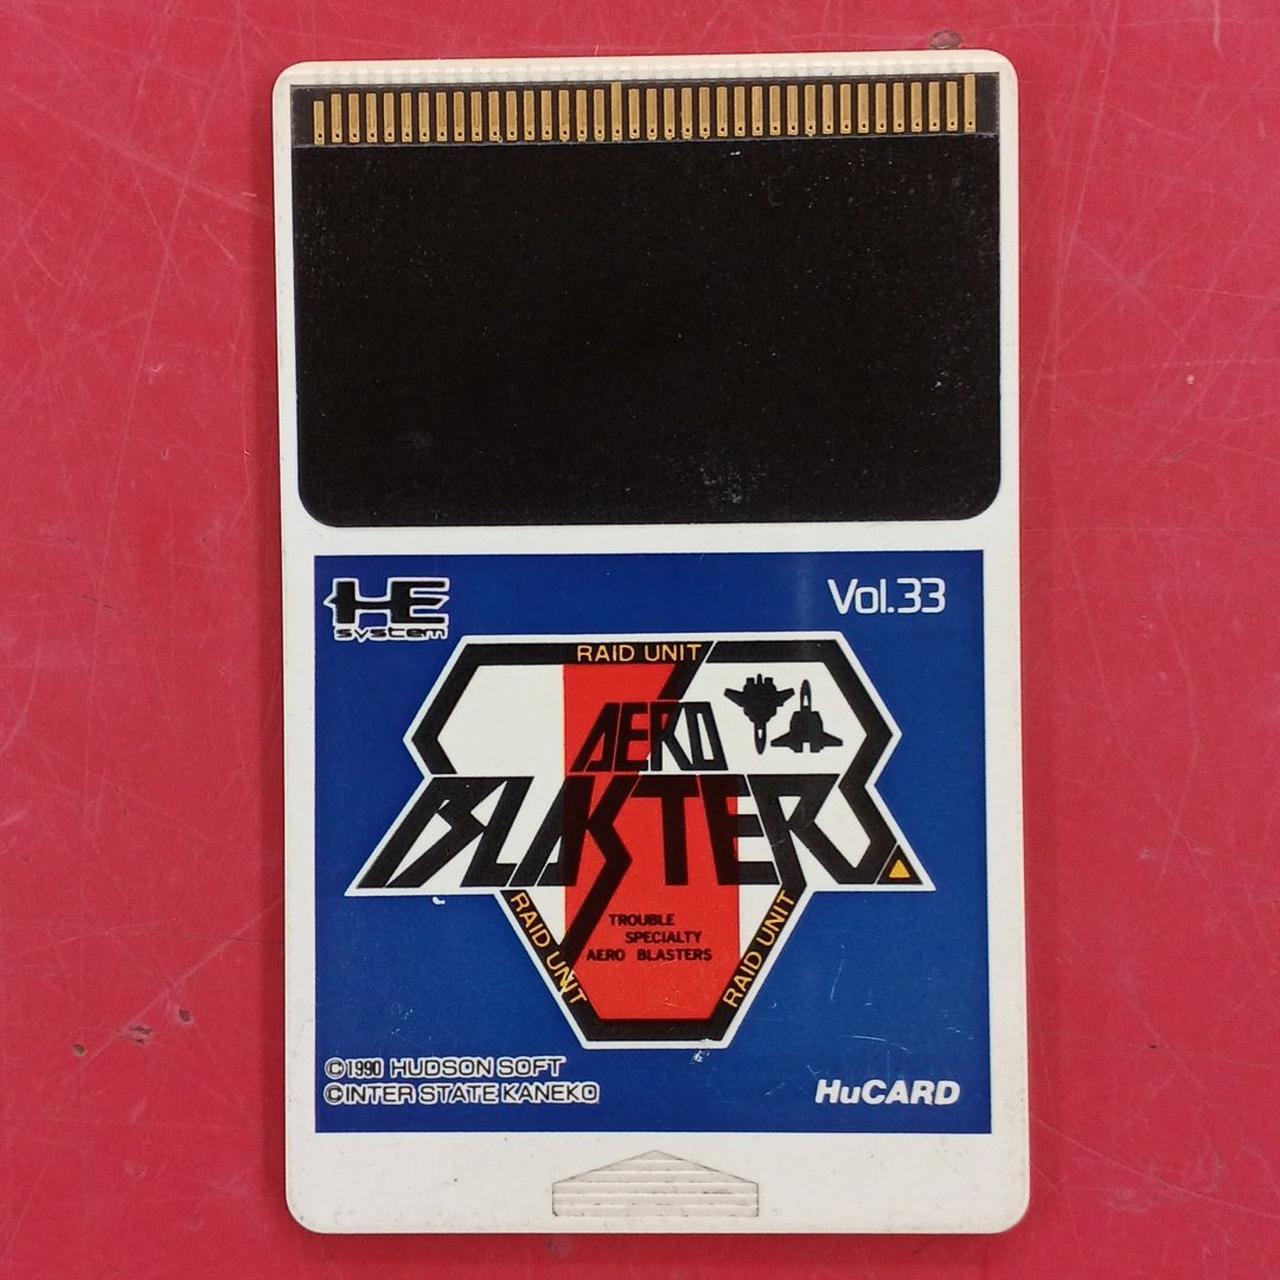 HE
system
Vol.33
RAID UNIT
AERO
BLASTERS
RAID UNIT
TROUBLE
SPECIALTY
AERO BLASTERS
RAID UNIT
©1990 HUDSON SOFT
©INTER STATE KANEKO
HuCARD